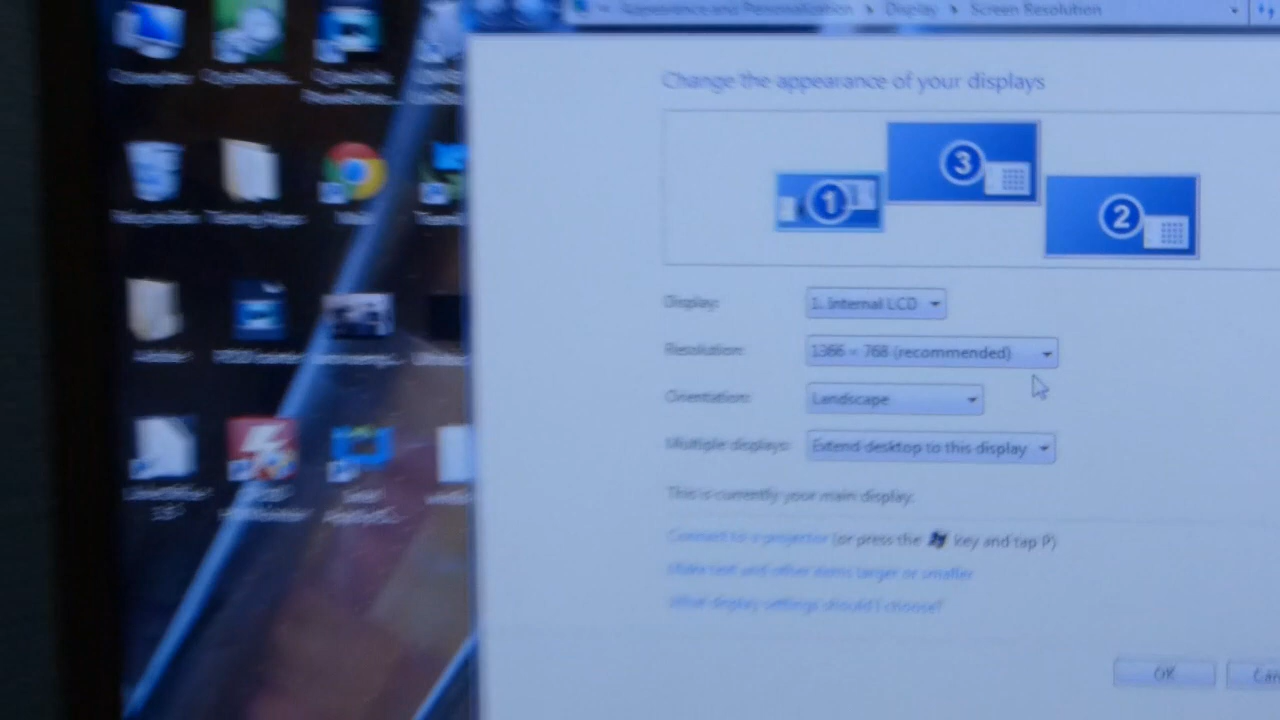 Appearance and Personalization ▸ Display ▸ Screen Resolution
Change the appearance of your displays
1
3
2
Display:
1. Internal LCD
Resolution:
1366 × 768 (recommended)
Orientation:
Landscape
Multiple displays:
Extend desktop to this display
This is currently your main display.
Connect to a projector (or press the key and tap P)
Make text and other items larger or smaller
What display settings should I choose?
OK
Computer